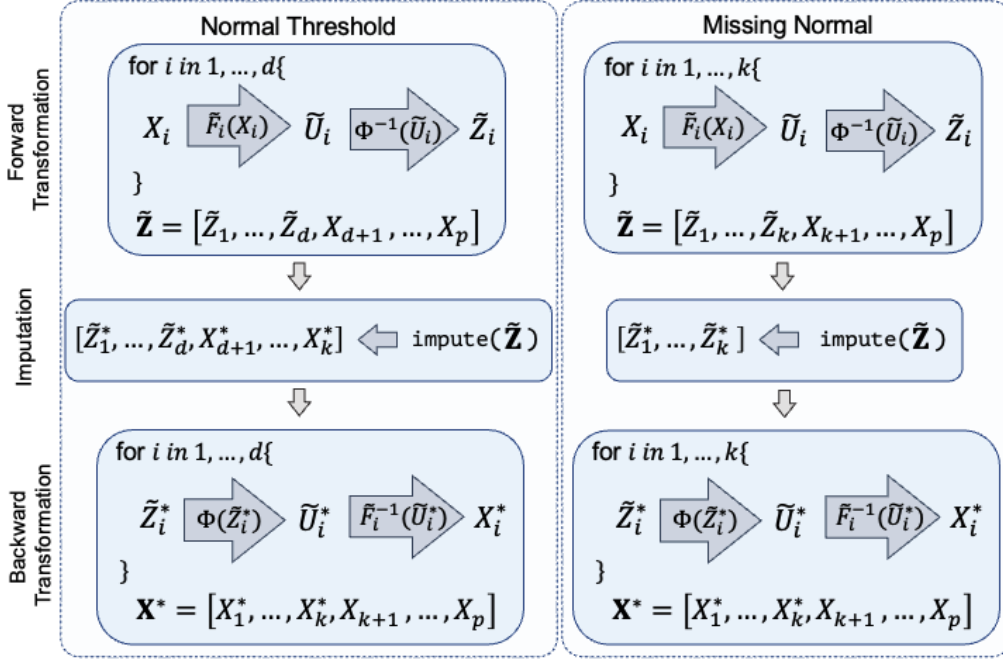 Normal Threshold
Missing Normal
Forward
Transformation
for i in 1, …, d{
X_i F̃_i(X_i) Ũ_i Φ⁻¹(Ũ_i) Z̃_i
}
Z̃ = [Z̃_1, …, Z̃_d, X_{d+1}, …, X_p]
for i in 1, …, k{
X_i F̃_i(X_i) Ũ_i Φ⁻¹(Ũ_i) Z̃_i
}
Z̃ = [Z̃_1, …, Z̃_k, X_{k+1}, …, X_p]
Imputation
[Z̃*_1, …, Z̃*_d, X*_{d+1}, …, X*_k] impute(Z̃)
[Z̃*_1, …, Z̃*_k ] impute(Z̃)
Backward
Transformation
for i in 1, …, d{
Z̃*_i Φ(Z̃*_i) Ũ*_i F̃_i⁻¹(Ũ*_i) X*_i
}
X* = [X*_1, …, X*_k, X_{k+1}, …, X_p]
for i in 1, …, k{
Z̃*_i Φ(Z̃*_i) Ũ*_i F̃_i⁻¹(Ũ*_i) X*_i
}
X* = [X*_1, …, X*_k, X_{k+1}, …, X_p]